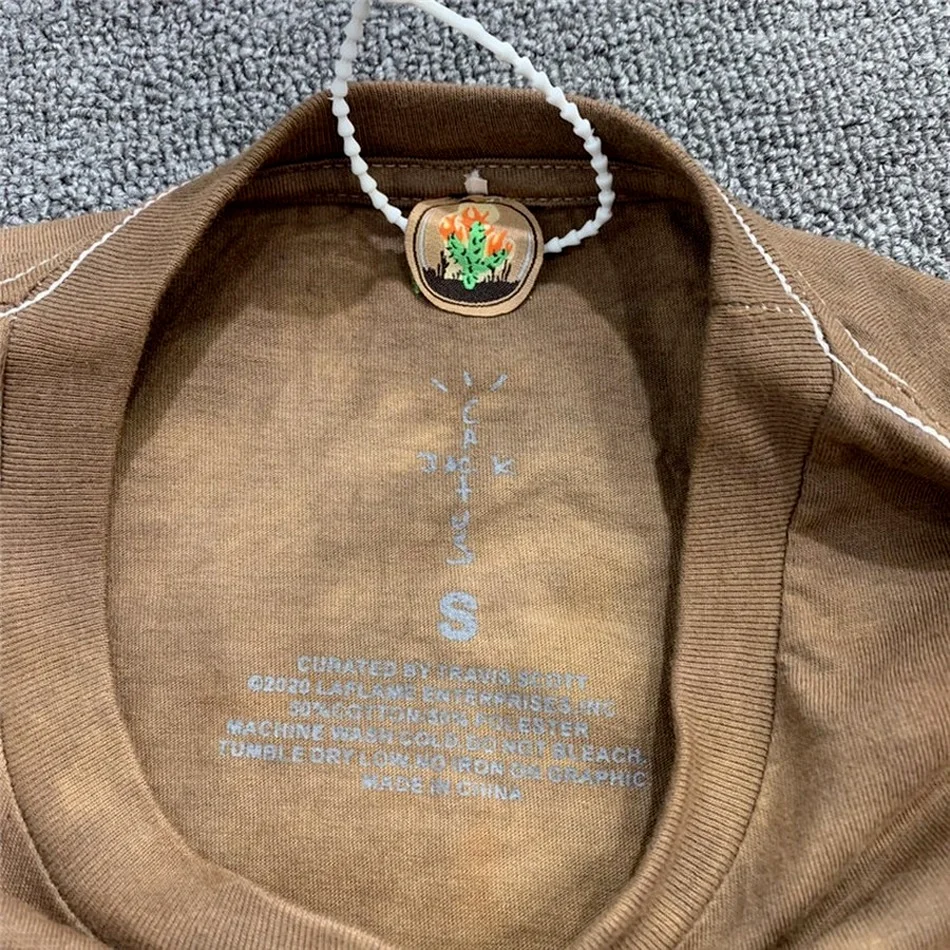 CACTUS
JACK
S
CURATED BY TRAVIS SCOTT
©2020 LAFLAME ENTERPRISES,INC
50%COTTON 50% POLYESTER
MACHINE WASH COLD.DO NOT BLEACH.
TUMBLE DRY LOW.NO IRON ON GRAPHIC
MADE IN CHINA